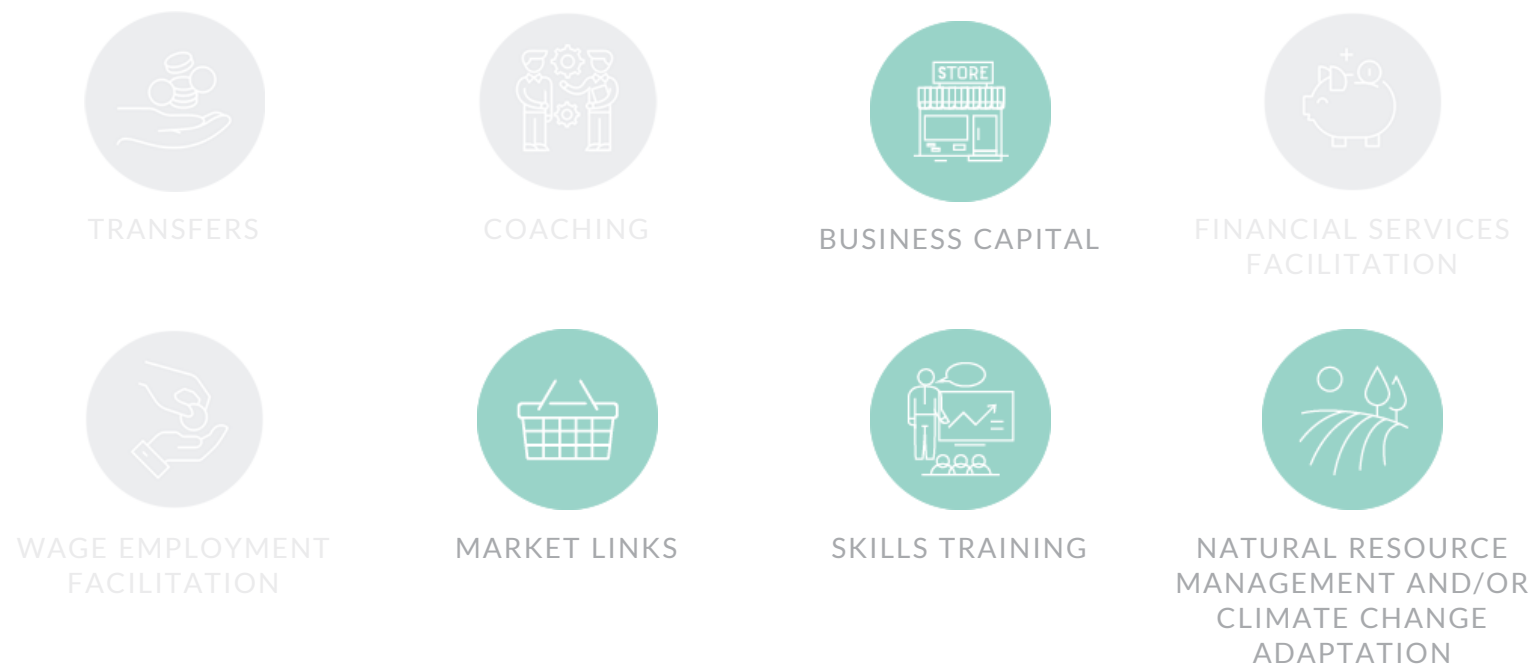 STORE
TRANSFERS
COACHING
BUSINESS CAPITAL
FINANCIAL SERVICES
FACILITATION
WAGE EMPLOYMENT
FACILITATION
MARKET LINKS
SKILLS TRAINING
NATURAL RESOURCE
MANAGEMENT AND/OR
CLIMATE CHANGE
ADAPTATION